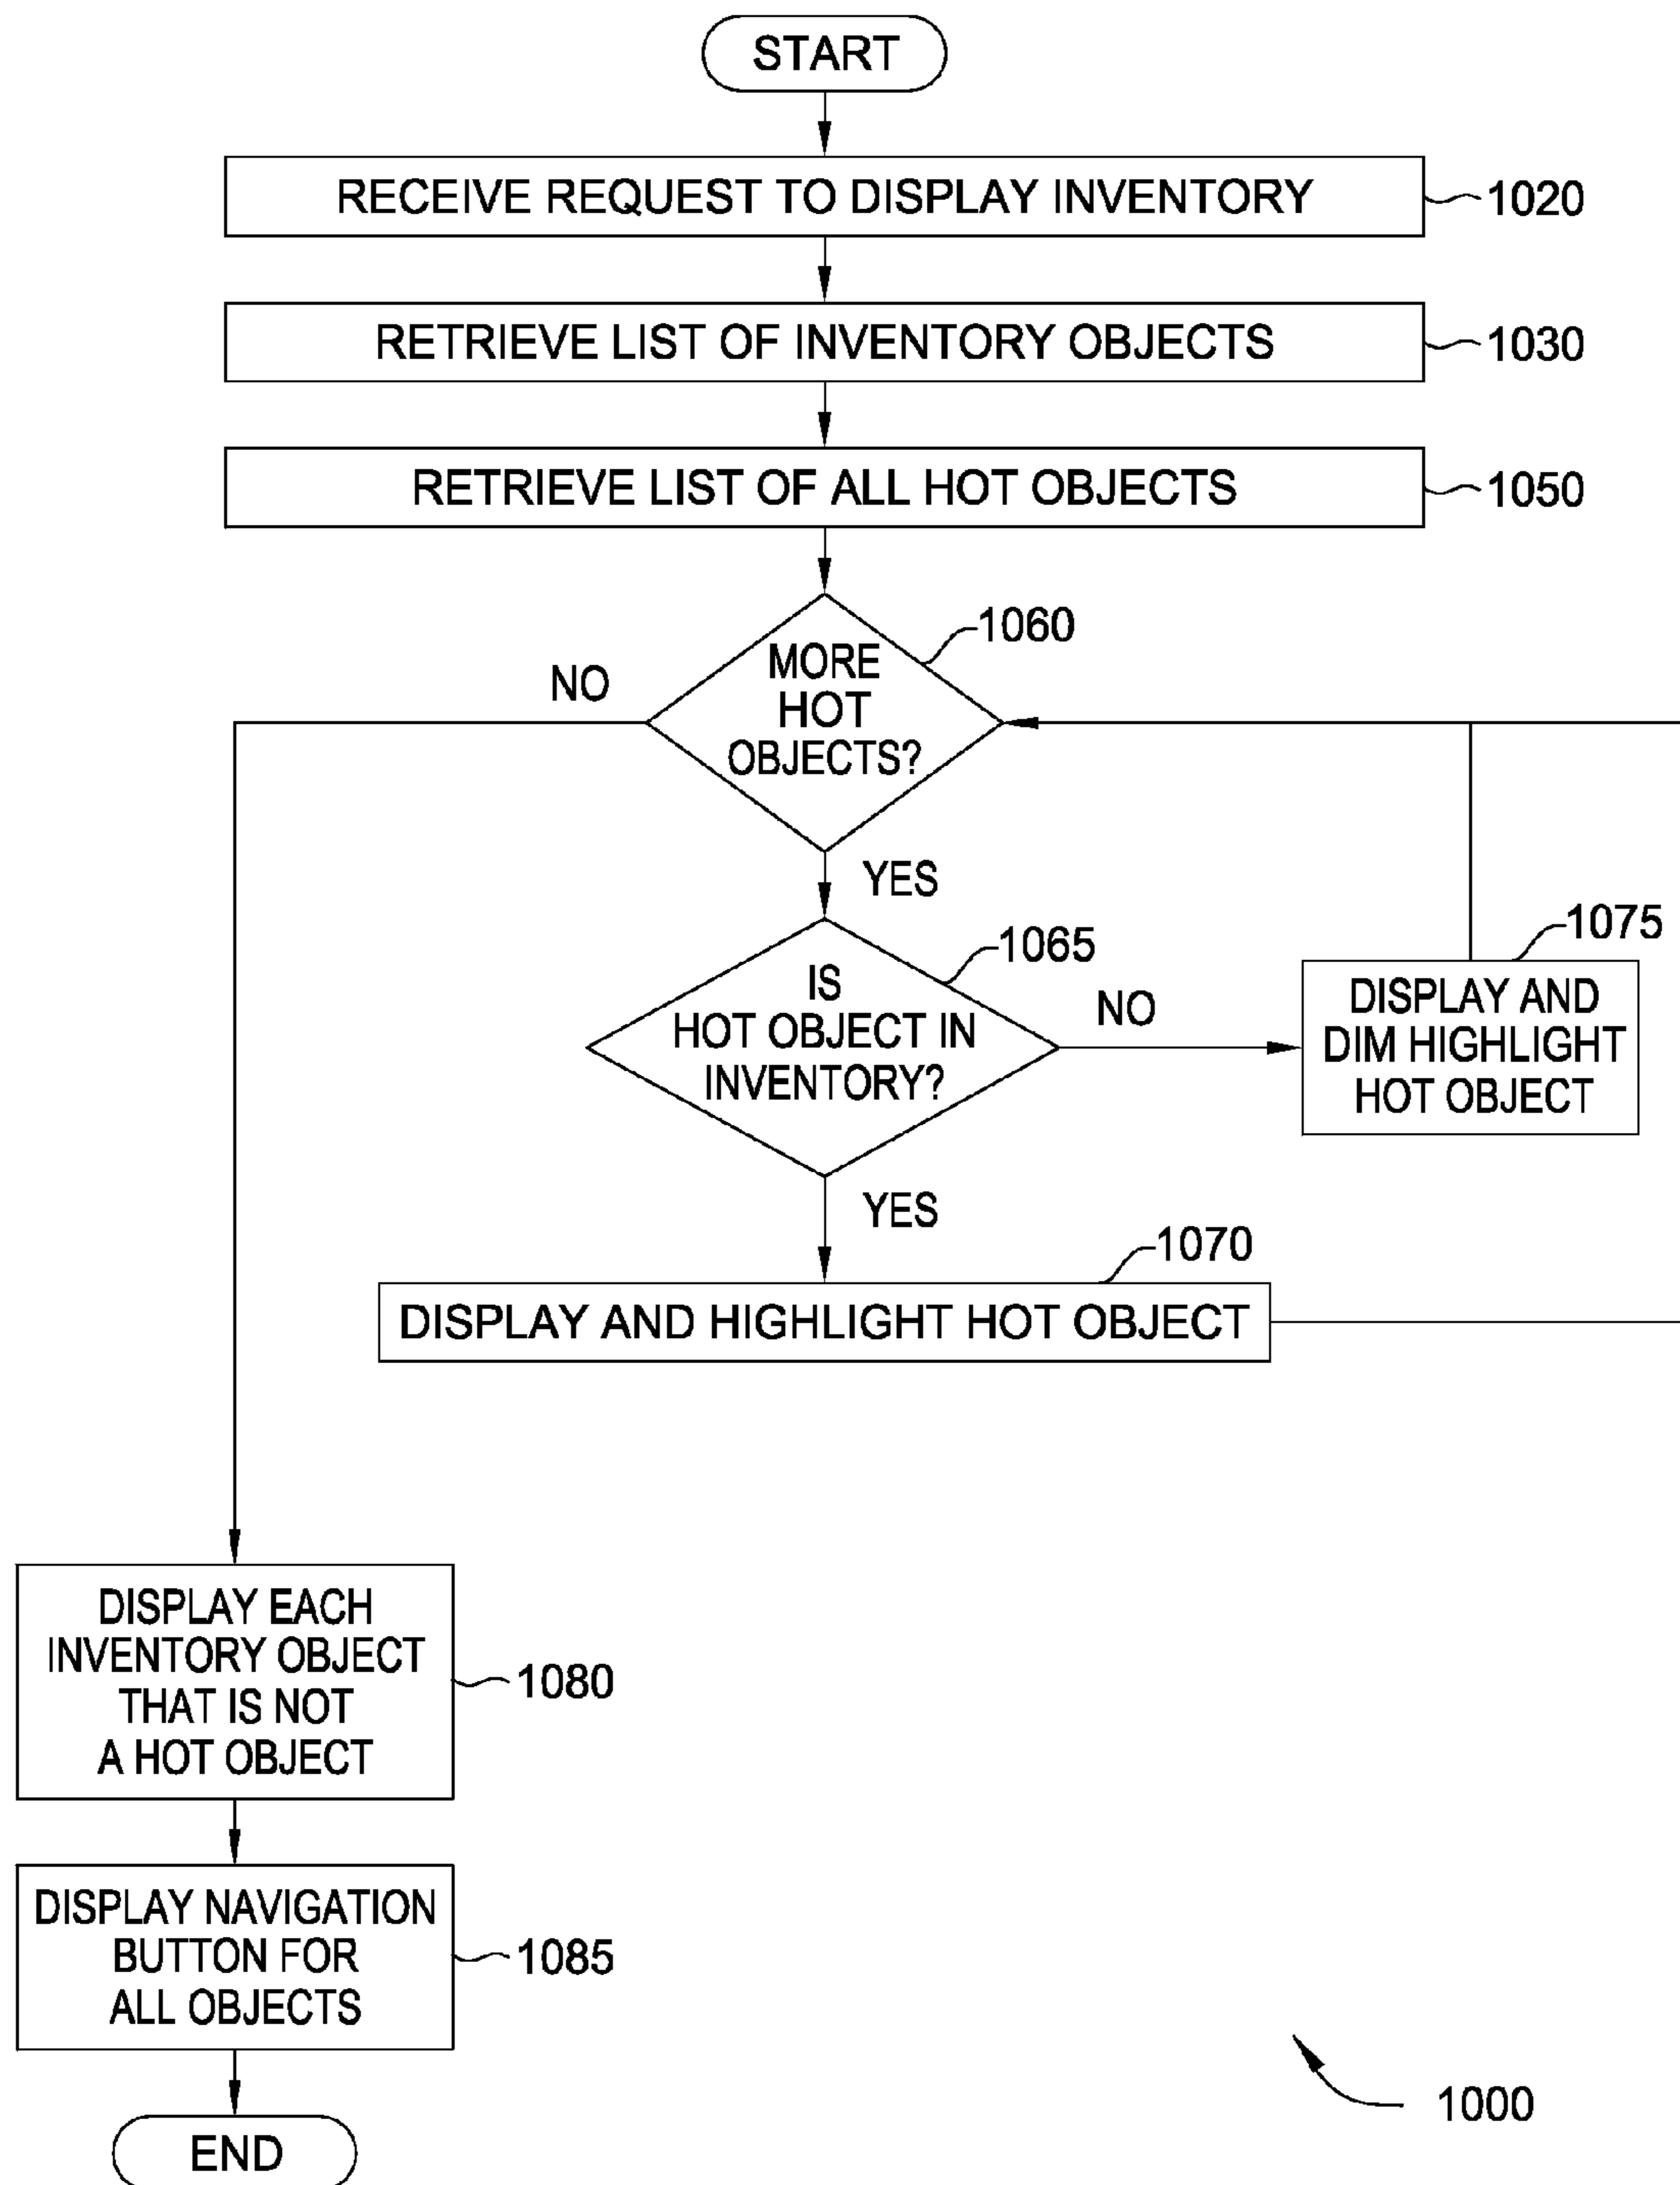 START
RECEIVE REQUEST TO DISPLAY INVENTORY
1020
RETRIEVE LIST OF INVENTORY OBJECTS
1030
RETRIEVE LIST OF ALL HOT OBJECTS
1050
1060
MORE
HOT
OBJECTS?
NO
YES
1065
IS
HOT OBJECT IN
INVENTORY?
NO
1075
DISPLAY AND
DIM HIGHLIGHT
HOT OBJECT
YES
1070
DISPLAY AND HIGHLIGHT HOT OBJECT
DISPLAY EACH
INVENTORY OBJECT
THAT IS NOT
A HOT OBJECT
1080
DISPLAY NAVIGATION
BUTTON FOR
ALL OBJECTS
1085
END
1000